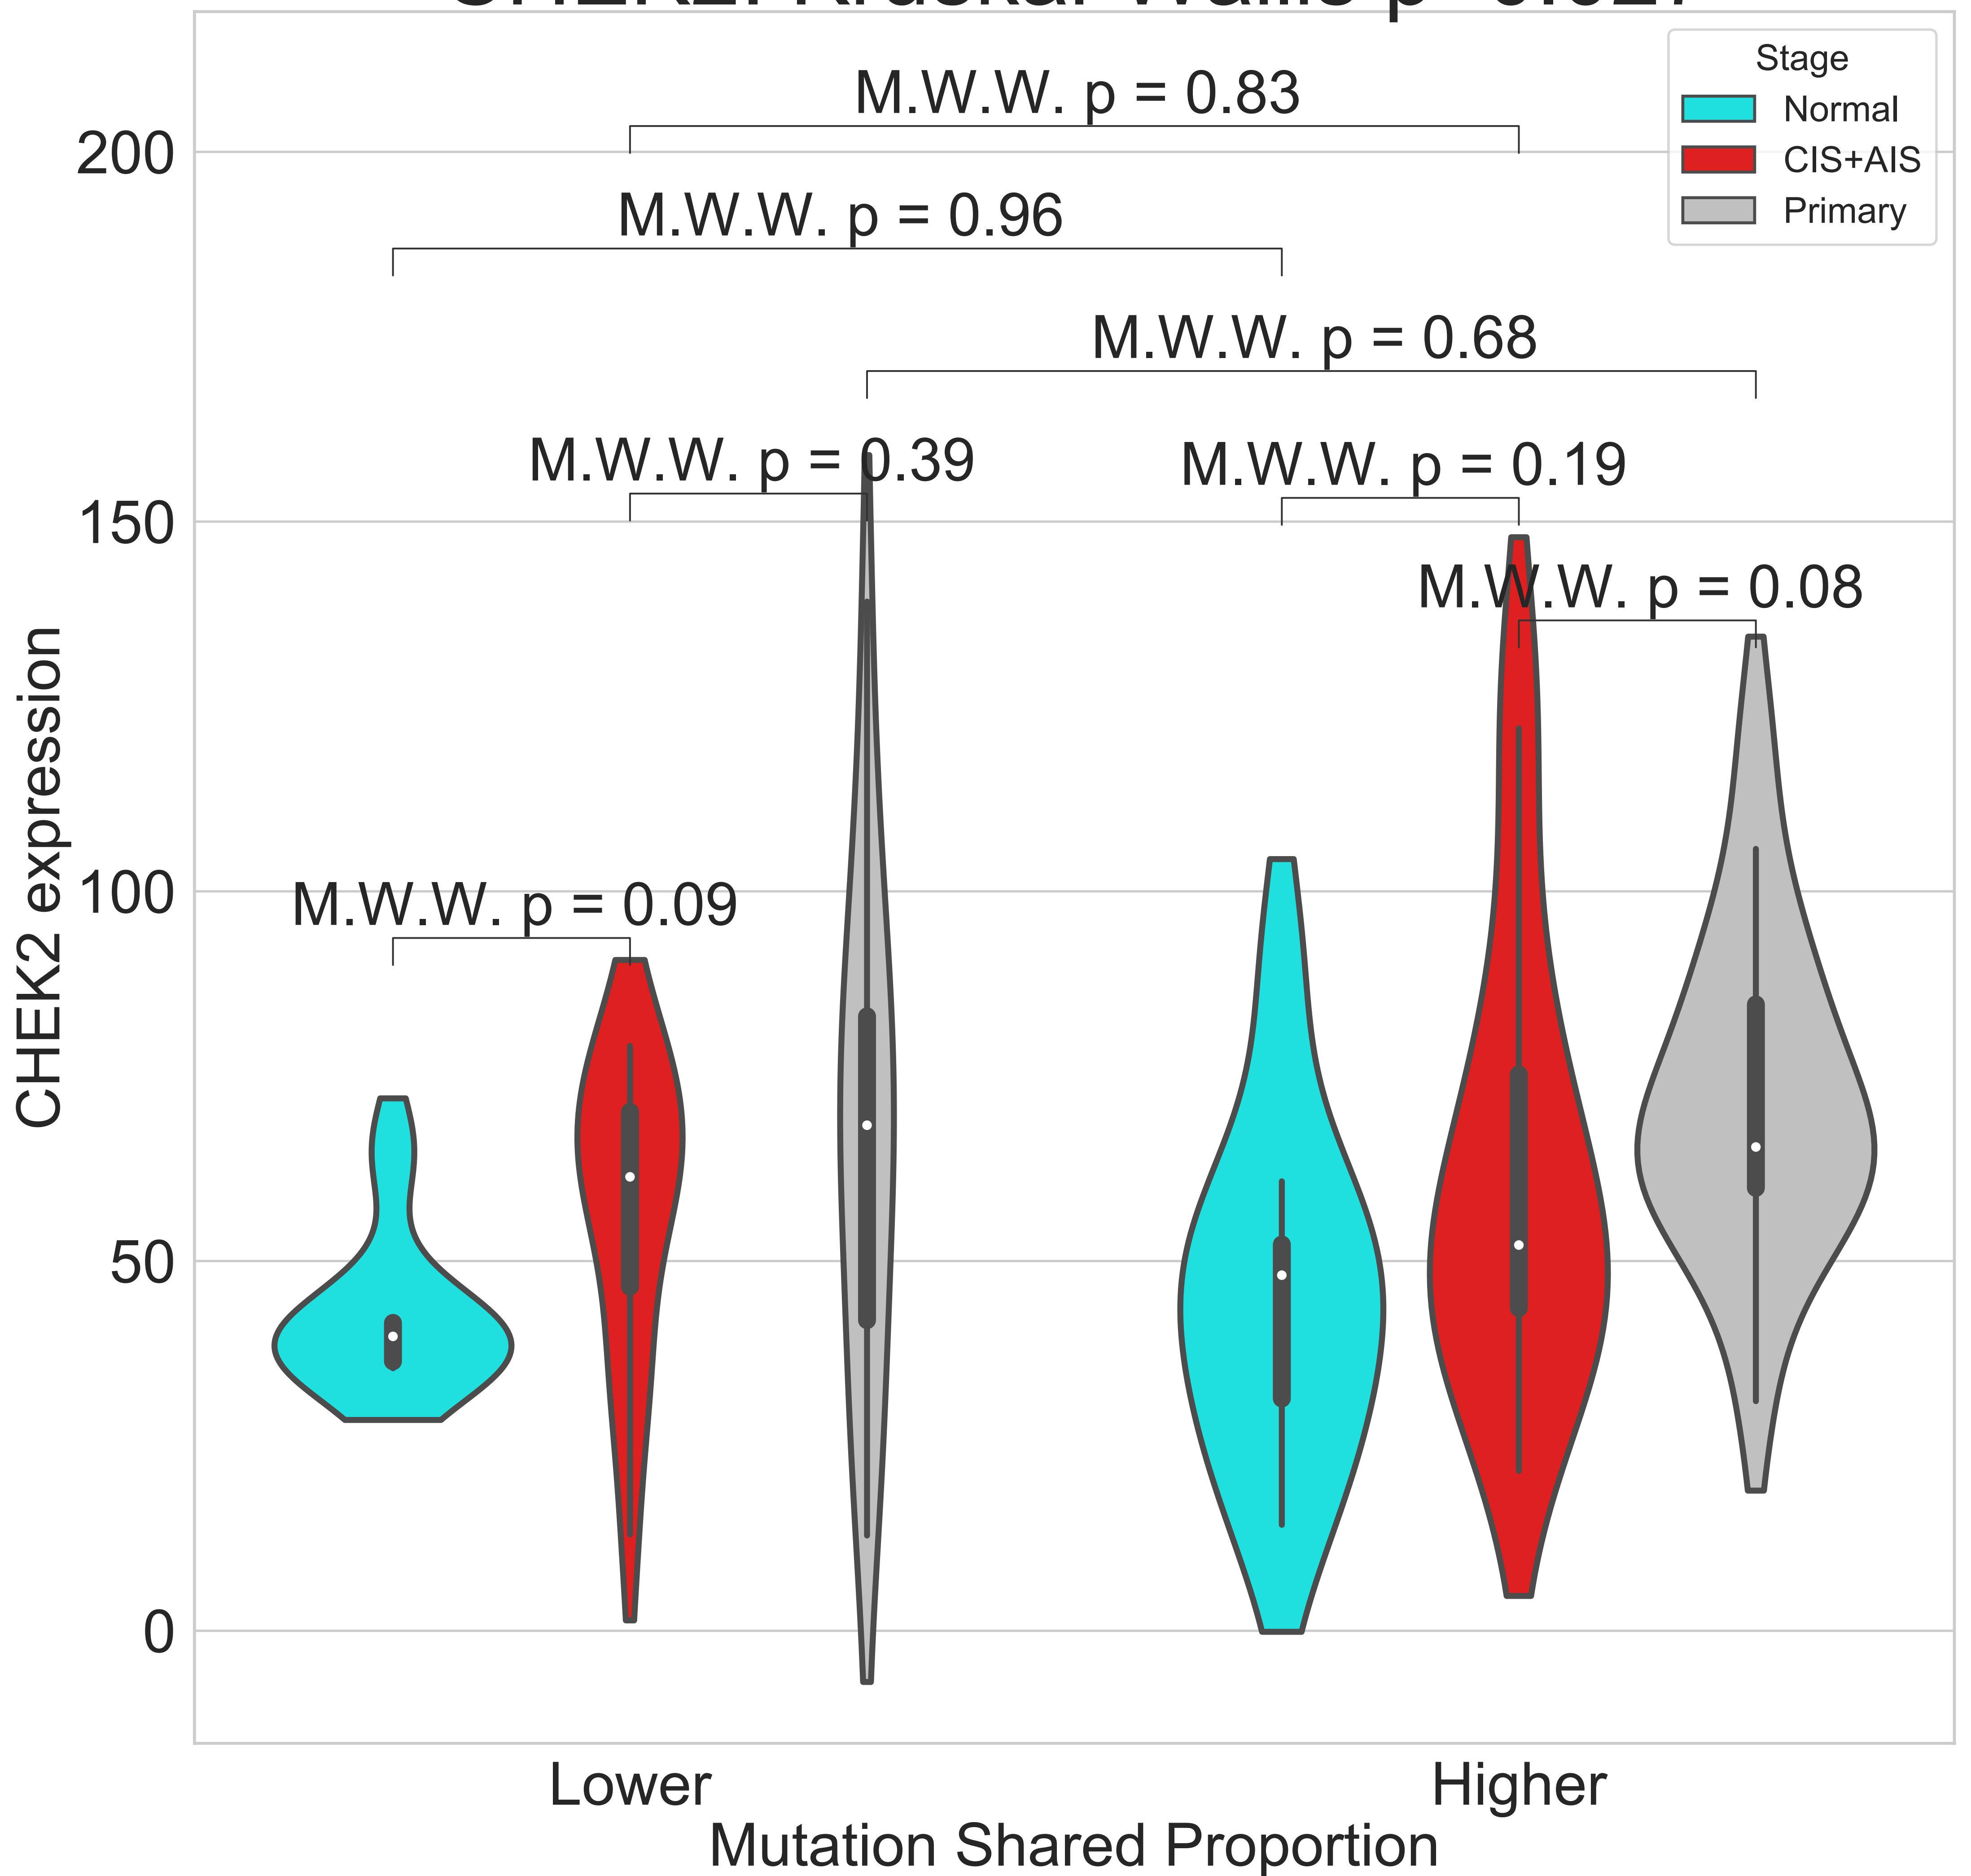 Stage
Normal
CIS+AIS
Primary
M.W.W. p = 0.83
M.W.W. p = 0.96
M.W.W. p = 0.68
M.W.W. p = 0.39
M.W.W. p = 0.19
M.W.W. p = 0.08
M.W.W. p = 0.09
200
150
100
50
0
CHEK2 expression
Lower
Higher
Mutation Shared Proportion